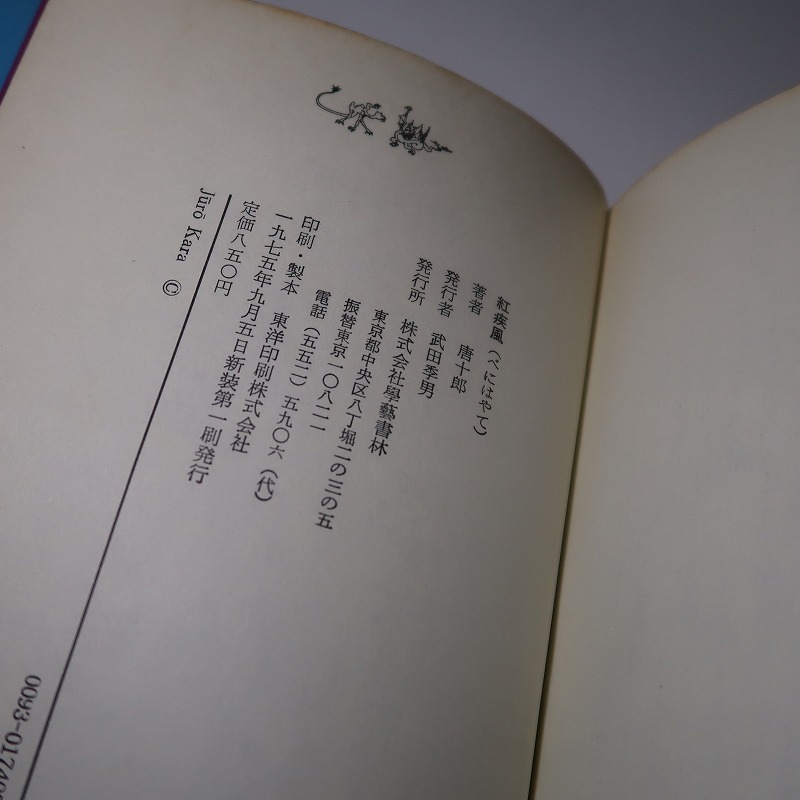 紅疾風(べにはやて)
著者 唐十郎
発行者 武田季男
発行所 株式会社學藝書林
東京都中央区八丁堀二の三の五
振替東京一〇八二一
電話(五五二)五九〇六(代)
印刷・製本 東洋印刷株式会社
一九七五年九月五日新装第一刷発行
定価八五〇円
Jūrō Kara ©
0093-0174